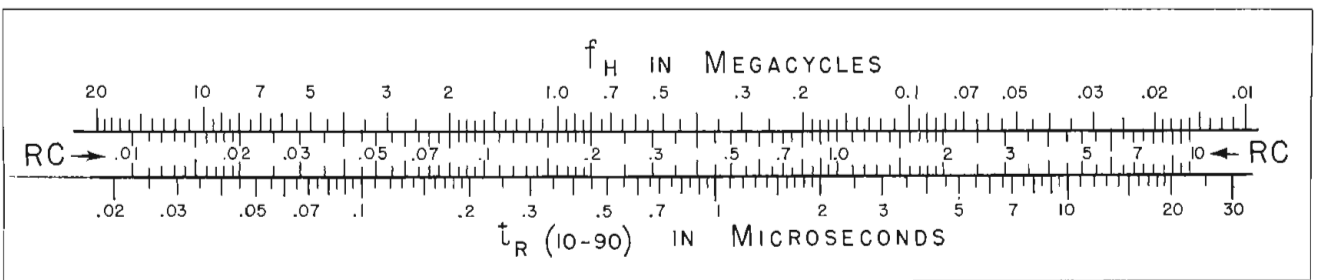 f H IN MEGACYCLES
20 10 7 5 3 2 1.0 .7 .5 .3 .2 0.1 .07 .05 .03 .02 .01
RC → .01 .02 .03 .05 .07 .1 .2 .3 .5 .7 1.0 2 3 5 7 10 ← RC
.02 .03 .05 .07 .1 .2 .3 .5 .7 1 2 3 5 7 10 20 30
t R (10-90) IN MICROSECONDS